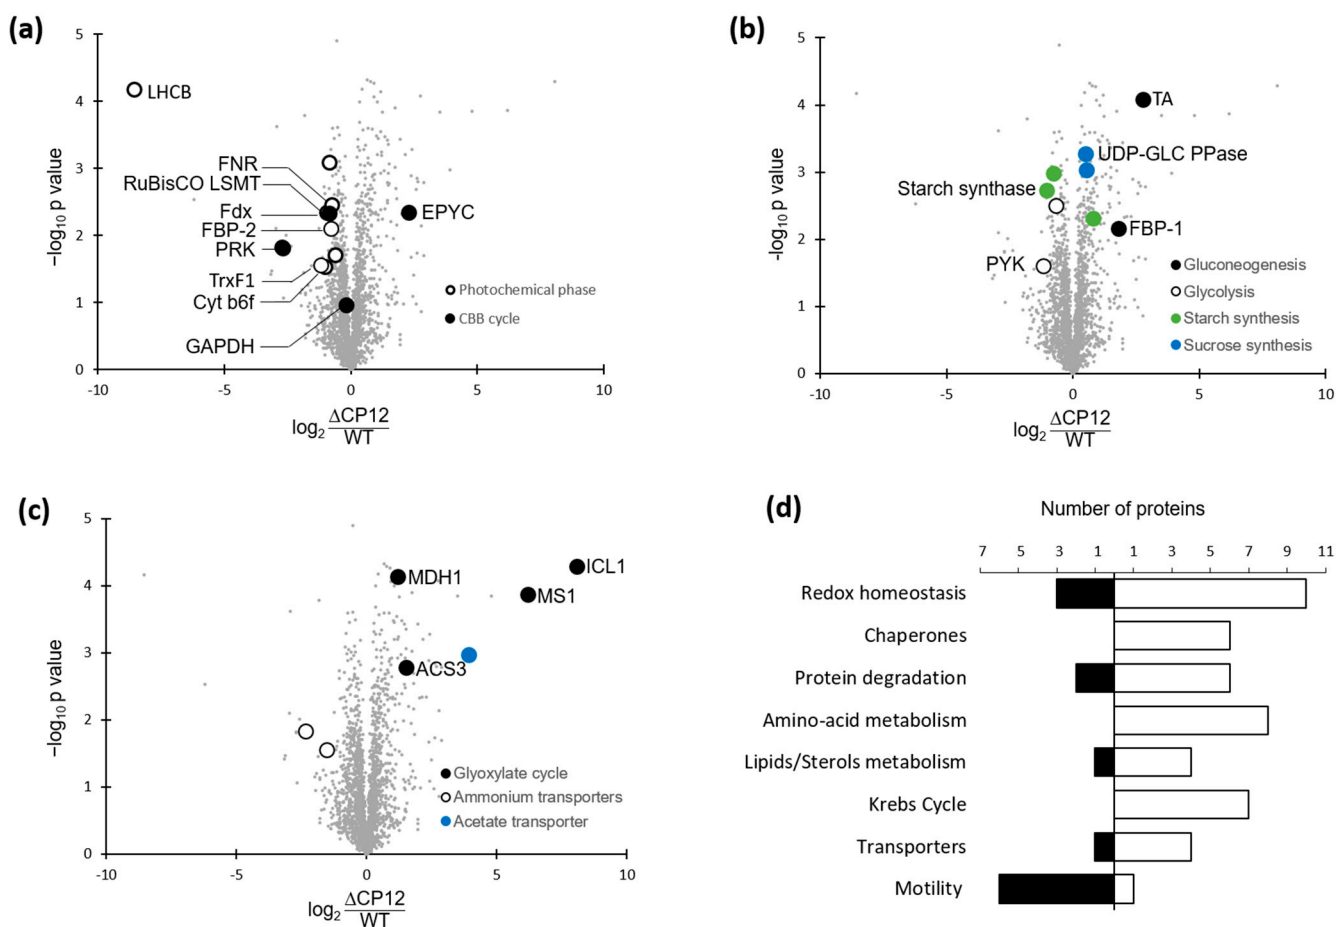 (a)
5
4
3
2
1
0
−log10 p value
LHCB
FNR
RuBisCO LSMT
Fdx
FBP-2
PRK
TrxF1
Cyt b6f
GAPDH
EPYC
Photochemical phase
CBB cycle
-10
-5
0
5
10
log2 ΔCP12
WT
(b)
5
4
3
2
1
0
-log10 p value
TA
UDP-GLC PPase
Starch synthase
FBP-1
PYK
Gluconeogenesis
Glycolysis
Starch synthesis
Sucrose synthesis
-10
-5
0
5
10
log2 ΔCP12
WT
(c)
5
4
3
2
1
0
−log10 p value
ICL1
MDH1
MS1
ACS3
Glyoxylate cycle
Ammonium transporters
Acetate transporter
-10
-5
0
5
10
log2 ΔCP12
WT
(d)
Number of proteins
7 5 3 1 1 3 5 7 9 11
Redox homeostasis
Chaperones
Protein degradation
Amino-acid metabolism
Lipids/Sterols metabolism
Krebs Cycle
Transporters
Motility